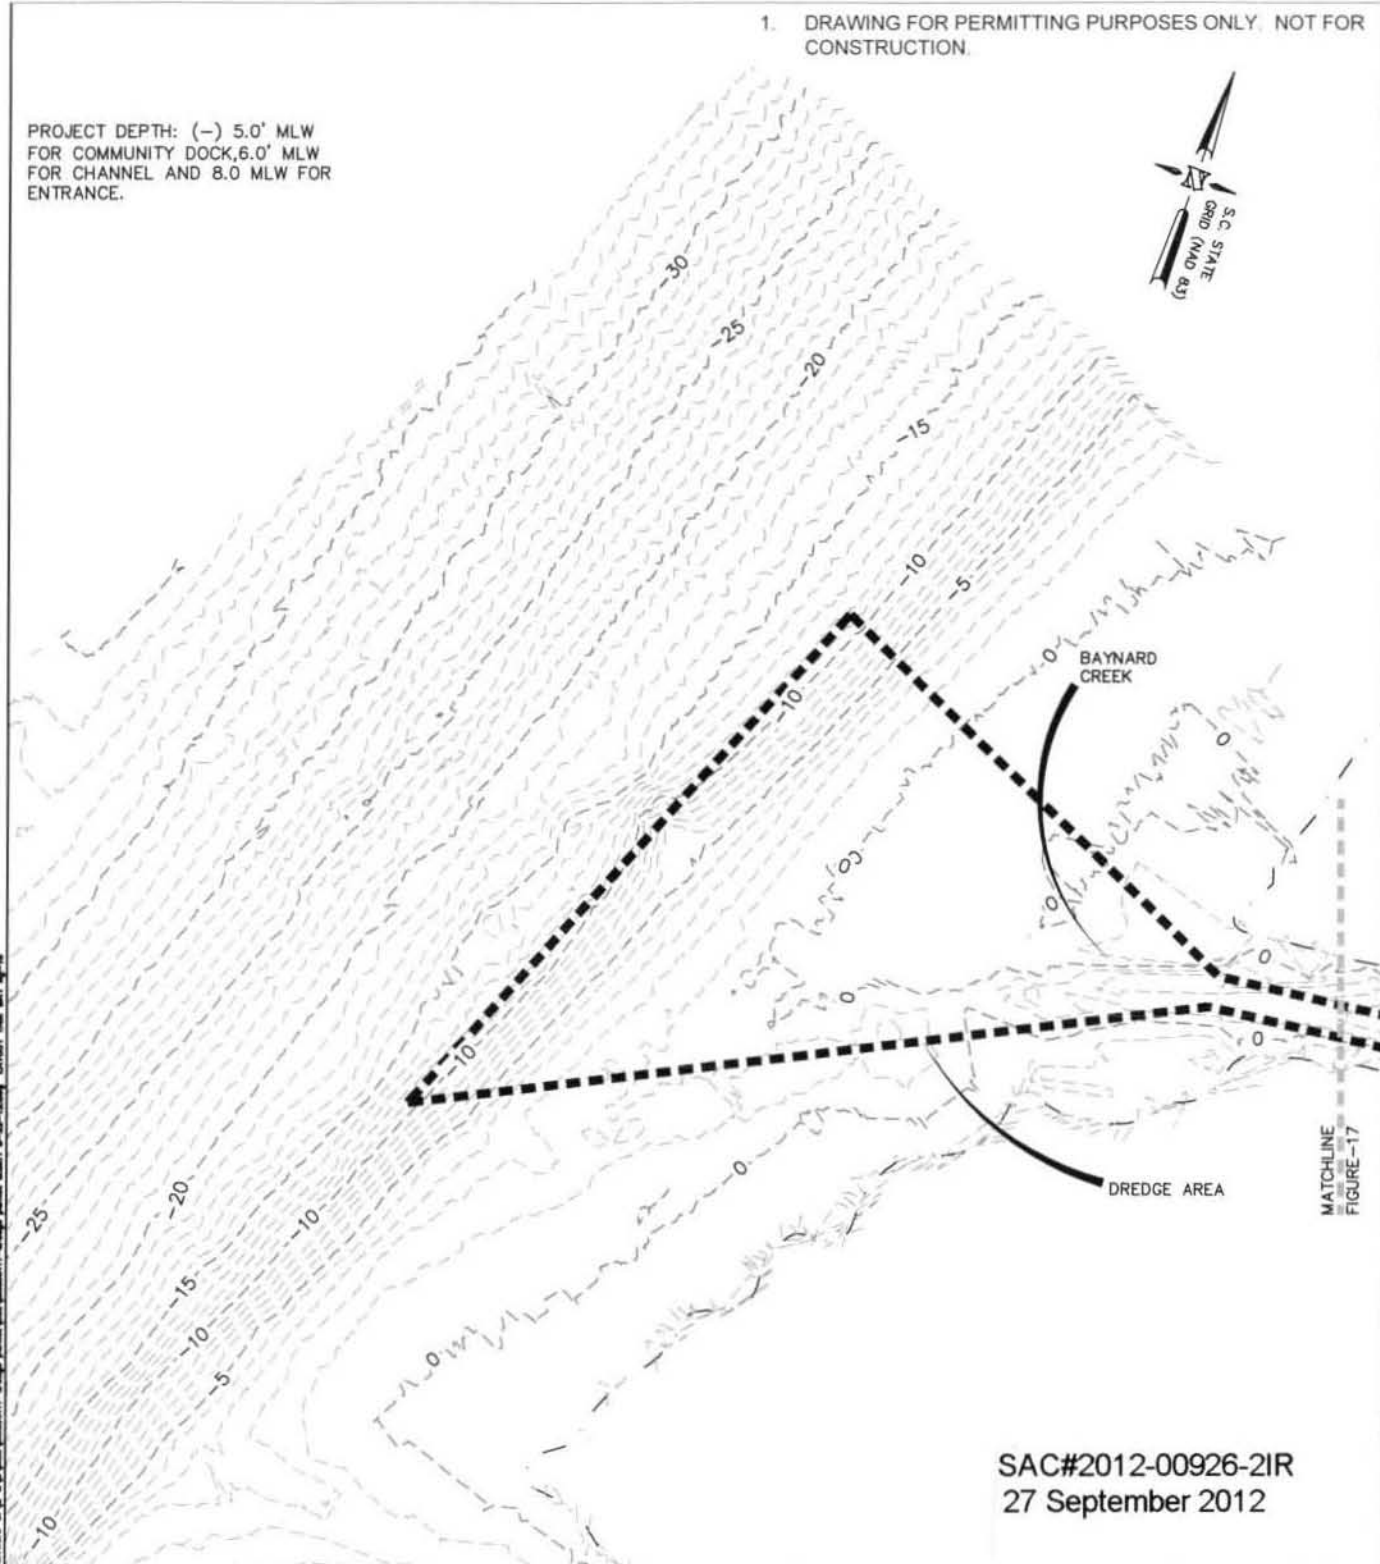 1. DRAWING FOR PERMITTING PURPOSES ONLY. NOT FOR
CONSTRUCTION.
PROJECT DEPTH: (-) 5.0' MLW
FOR COMMUNITY DOCK,6.0' MLW
FOR CHANNEL AND 8.0 MLW FOR
ENTRANCE.
N
S.C. STATE
GRID (NAD 83)
-30
-25
-20
-15
-10
-5
0
BAYNARD
CREEK
-10
0
0
0
0
0
0
-10
DREDGE AREA
MATCHLINE
FIGURE-17
0
-25
-20
-10
-15
-10
-5
0
-10
SAC#2012-00926-2IR
27 September 2012